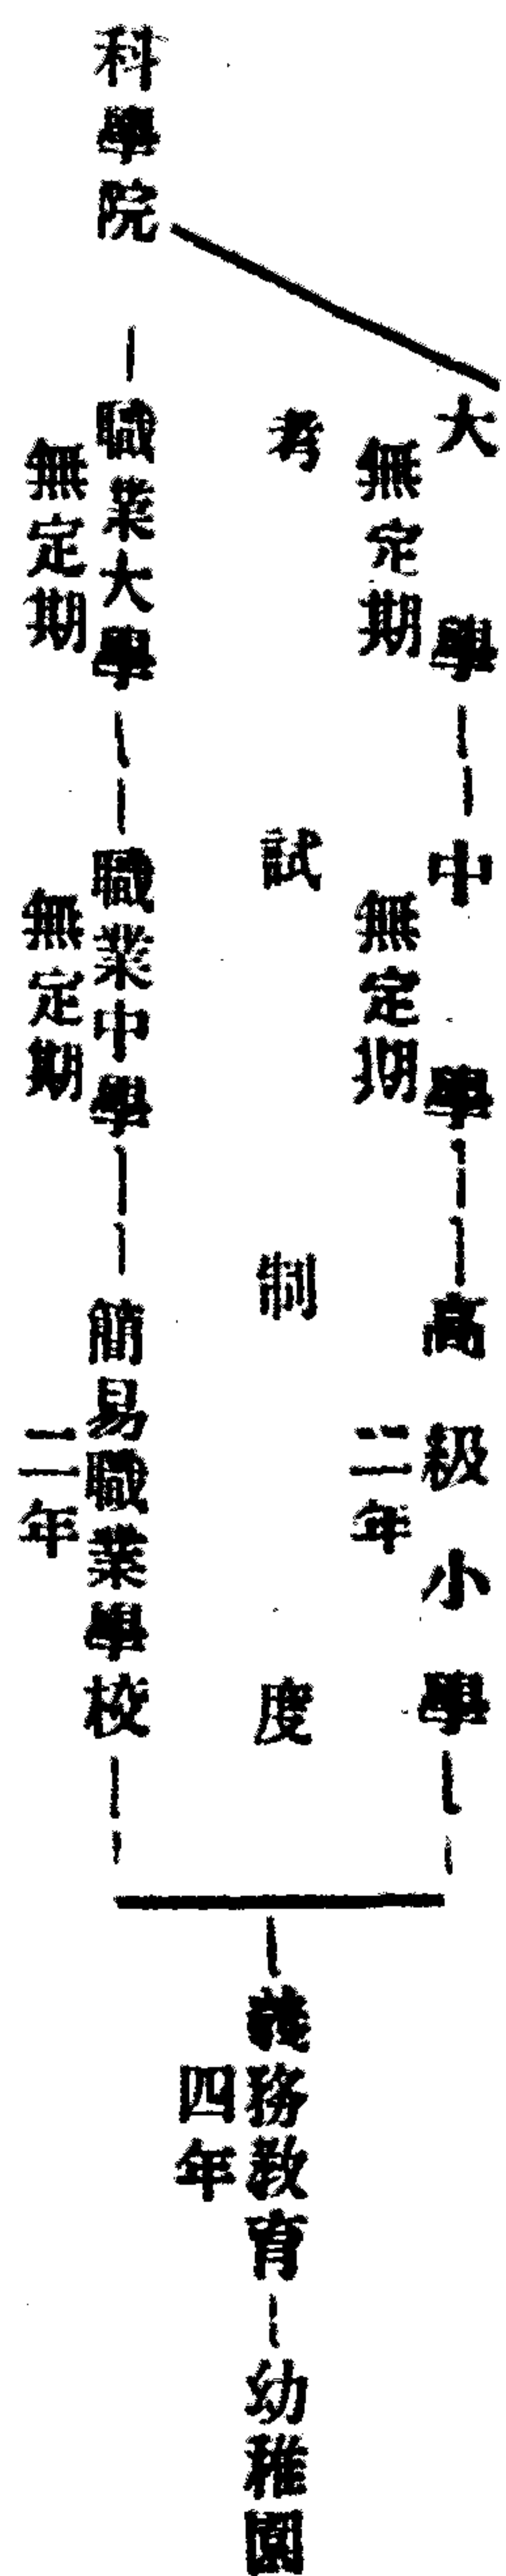 大學
無定期
中學
無定期
高級小學
二年
考試制度
科學院
職業大學
無定期
職業中學
無定期
簡易職業學校
二年
義務教育
四年
幼稚園